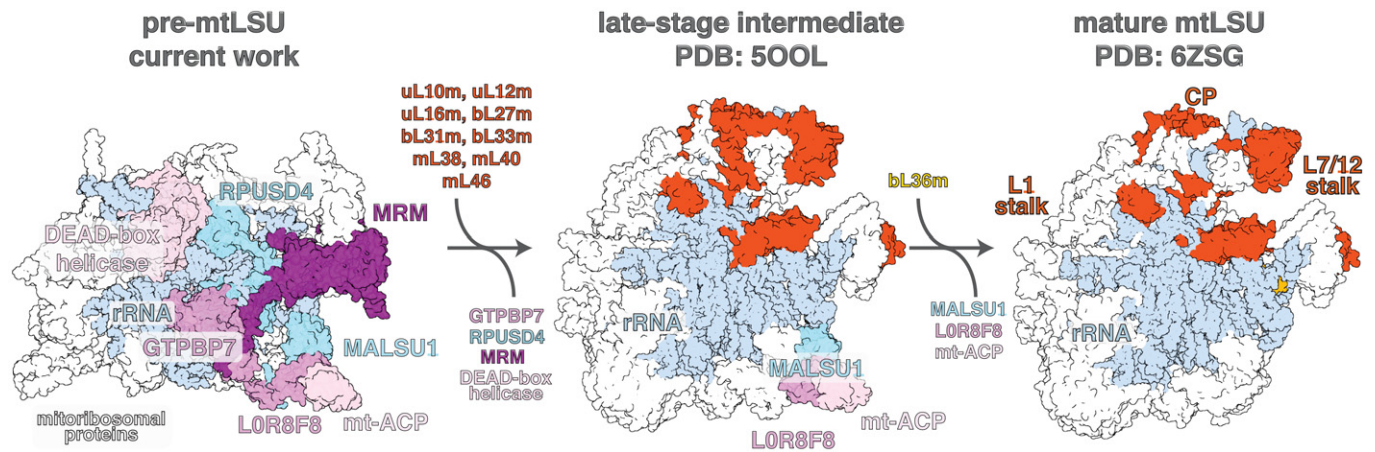 pre-mtLSU
current work
late-stage intermediate
PDB: 5OOL
mature mtLSU
PDB: 6ZSG
uL10m, uL12m
uL16m, bL27m
bL31m, bL33m
mL38, mL40
mL46
RPUSD4
MRM
DEAD-box
helicase
rRNA
GTPBP7
MALSU1
L0R8F8
mt-ACP
mitoribosomal
proteins
GTPBP7
RPUSD4
MRM
DEAD-box
helicase
rRNA
MALSU1
mt-ACP
L0R8F8
bL36m
MALSU1
L0R8F8
mt-ACP
CP
L7/12
stalk
L1
stalk
rRNA